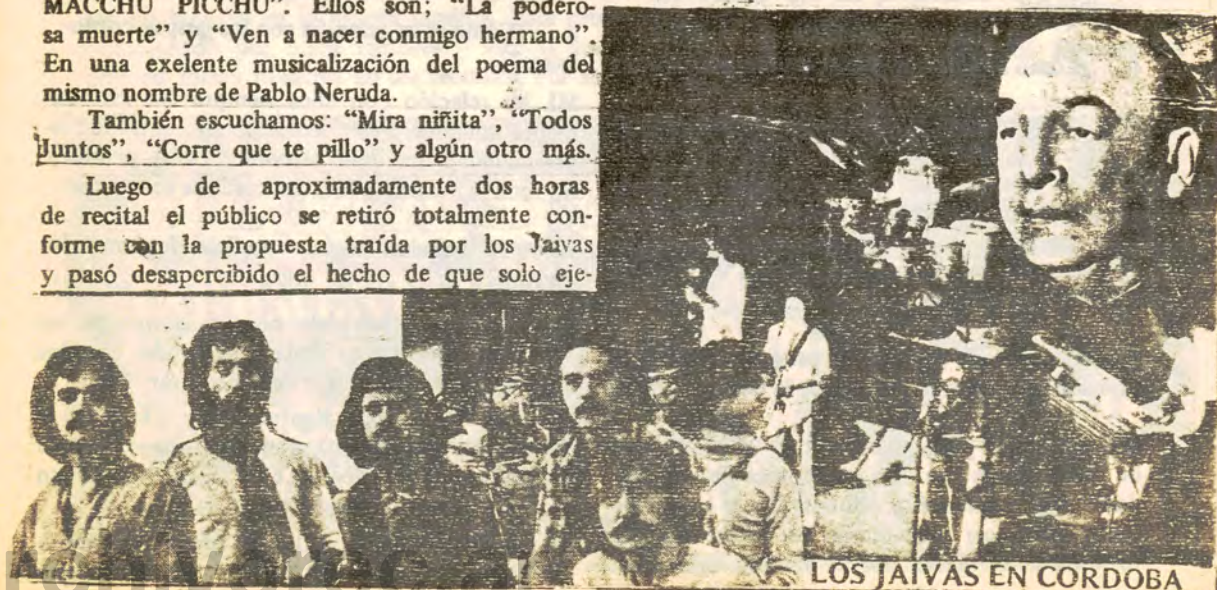 MACCHU PICCHU". Ellos son; "La podero-
sa muerte" y "Ven a nacer conmigo hermano".
En una exelente musicalización del poema del
mismo nombre de Pablo Neruda.
También escuchamos: "Mira niñita", "Todos
Juntos", "Corre que te pillo" y algún otro más.
Luego de aproximadamente dos horas
de recital el público se retiró totalmente con-
forme con la propuesta traída por los Jaivas
y pasó desapercibido el hecho de que solò eje-
LOS JAIVAS EN CORDOBA